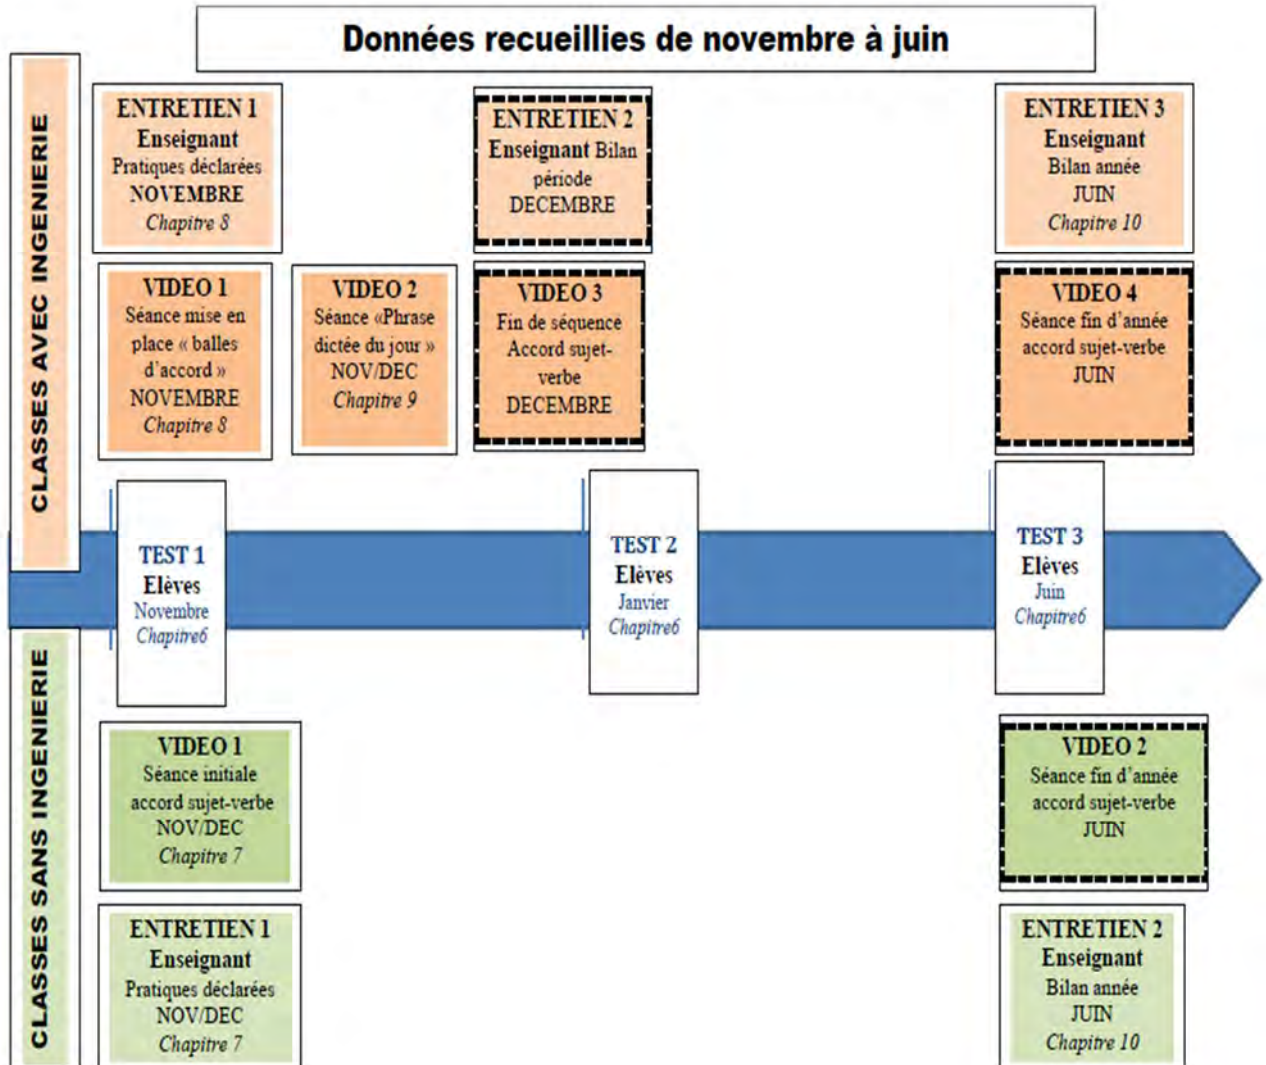 Données recueillies de novembre à juin
CLASSES AVEC INGENIERIE
ENTRETIEN 1
Enseignant
Pratiques déclarées
NOVEMBRE
Chapitre 8
ENTRETIEN 2
Enseignant Bilan
période
DECEMBRE
ENTRETIEN 3
Enseignant
Bilan année
JUIN
Chapitre 10
VIDEO 1
Séance mise en
place « balles
d'accord »
NOVEMBRE
Chapitre 8
VIDEO 2
Séance «Phrase
dictée du jour »
NOV/DEC
Chapitre 9
VIDEO 3
Fin de séquence
Accord sujet-
verbe
DECEMBRE
VIDEO 4
Séance fin d'année
accord sujet-verbe
JUIN
TEST 1
Elèves
Novembre
Chapitre6
TEST 2
Elèves
Janvier
Chapitre6
TEST 3
Elèves
Juin
Chapitre6
CLASSES SANS INGENIERIE
VIDEO 1
Séance initiale
accord sujet-verbe
NOV/DEC
Chapitre 7
VIDEO 2
Séance fin d'année
accord sujet-verbe
JUIN
ENTRETIEN 1
Enseignant
Pratiques déclarées
NOV/DEC
Chapitre 7
ENTRETIEN 2
Enseignant
Bilan année
JUIN
Chapitre 10